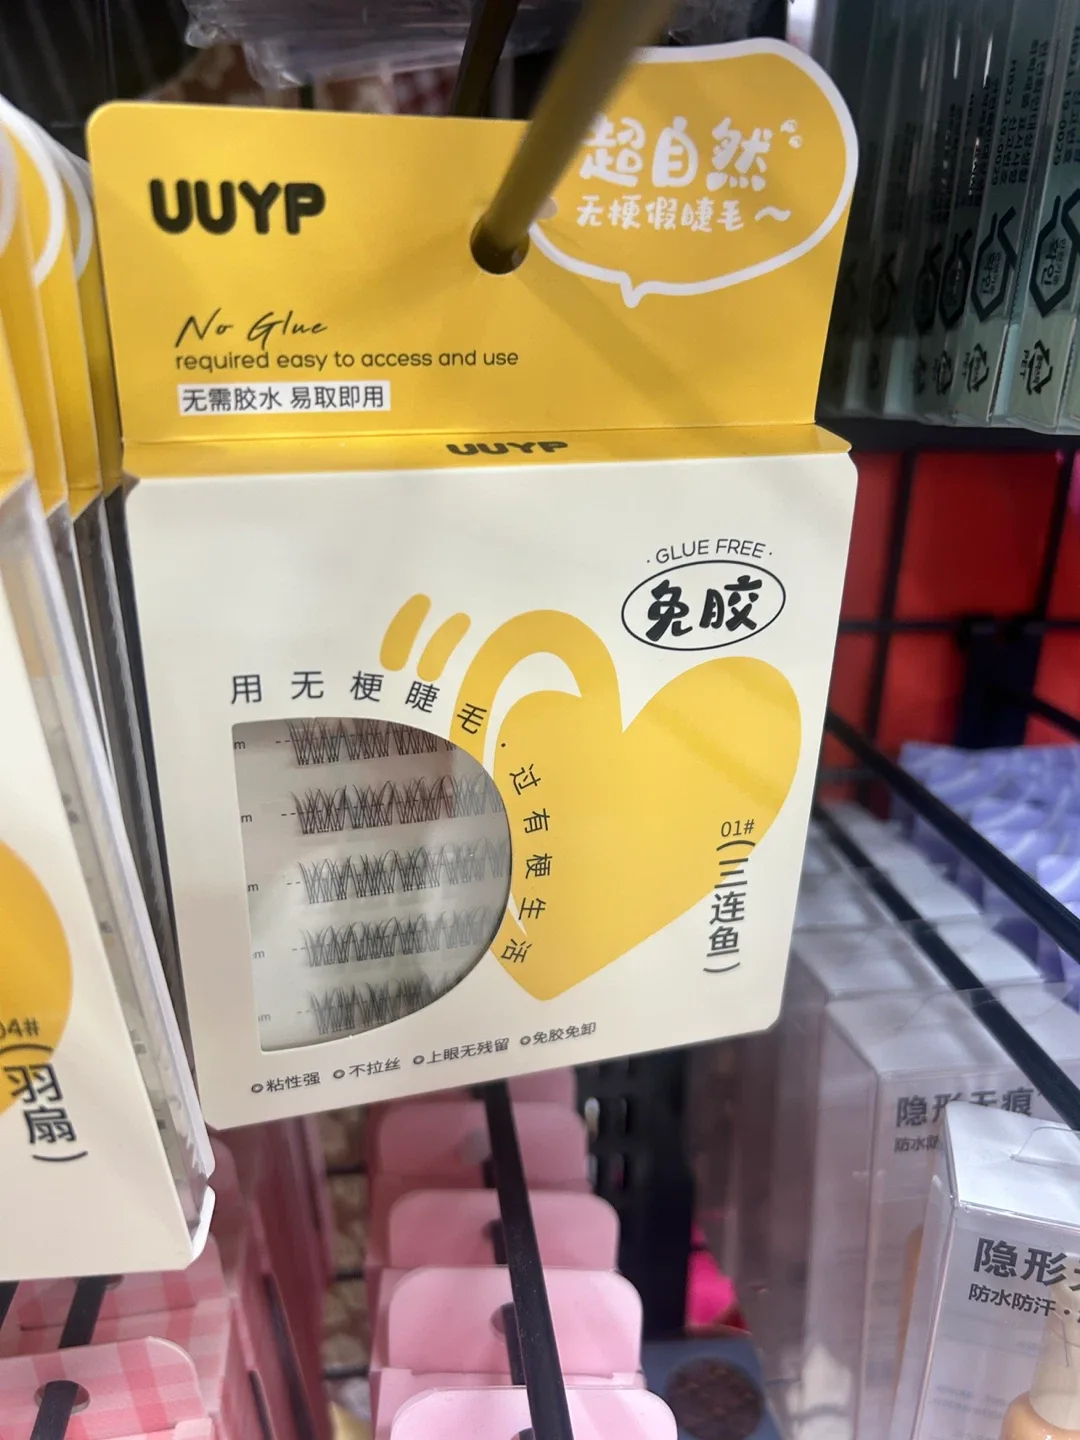 UUYP
超自然
无梗假睫毛～
No Glue
required easy to access and use
无需胶水 易取即用
UUYP
·GLUE FREE·
免胶
用无梗睫毛·过有梗生活
01#
(三连鱼)
粘性强 不拉丝 上眼无残留 免胶免卸
04#
(羽扇)
隐形无痕
防水防
隐形
防水防汗·